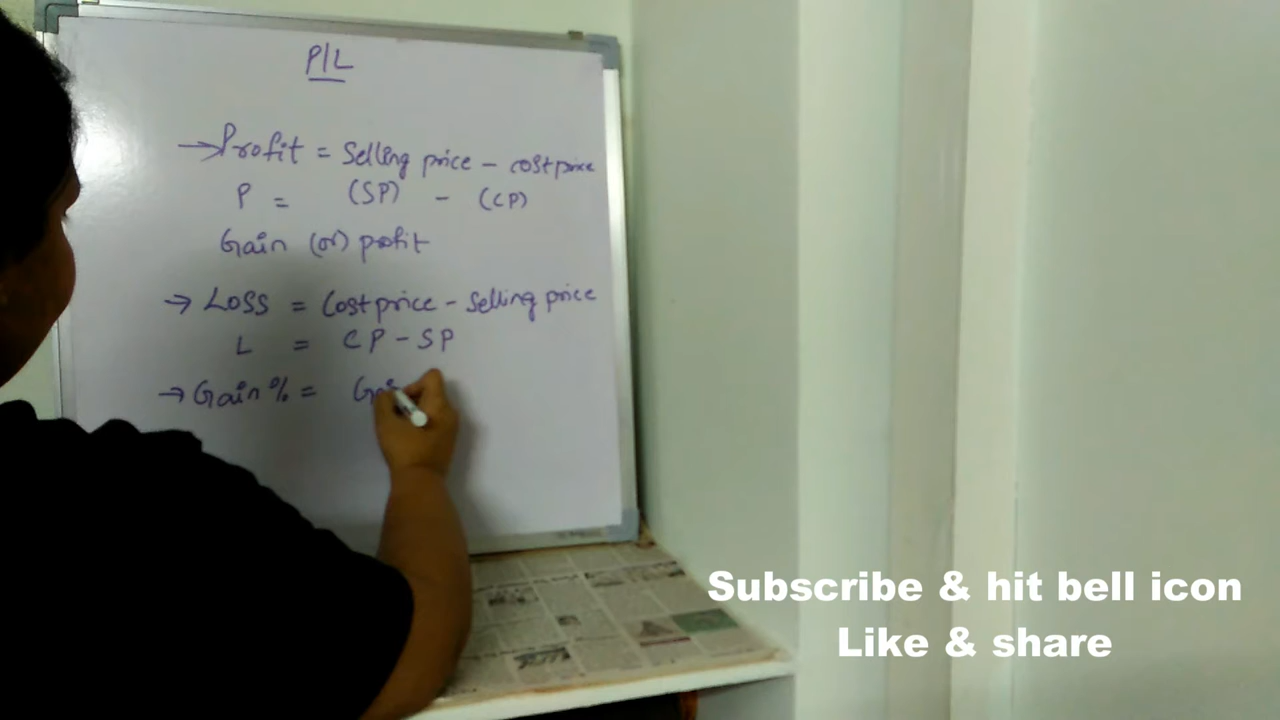 P/L
→Profit = Selling price - cost price
P = (SP) - (CP)
Gain (or) profit
→ Loss = Cost price - selling price
L = CP - SP
→ Gain % = Gai
Subscribe & hit bell icon
Like & share